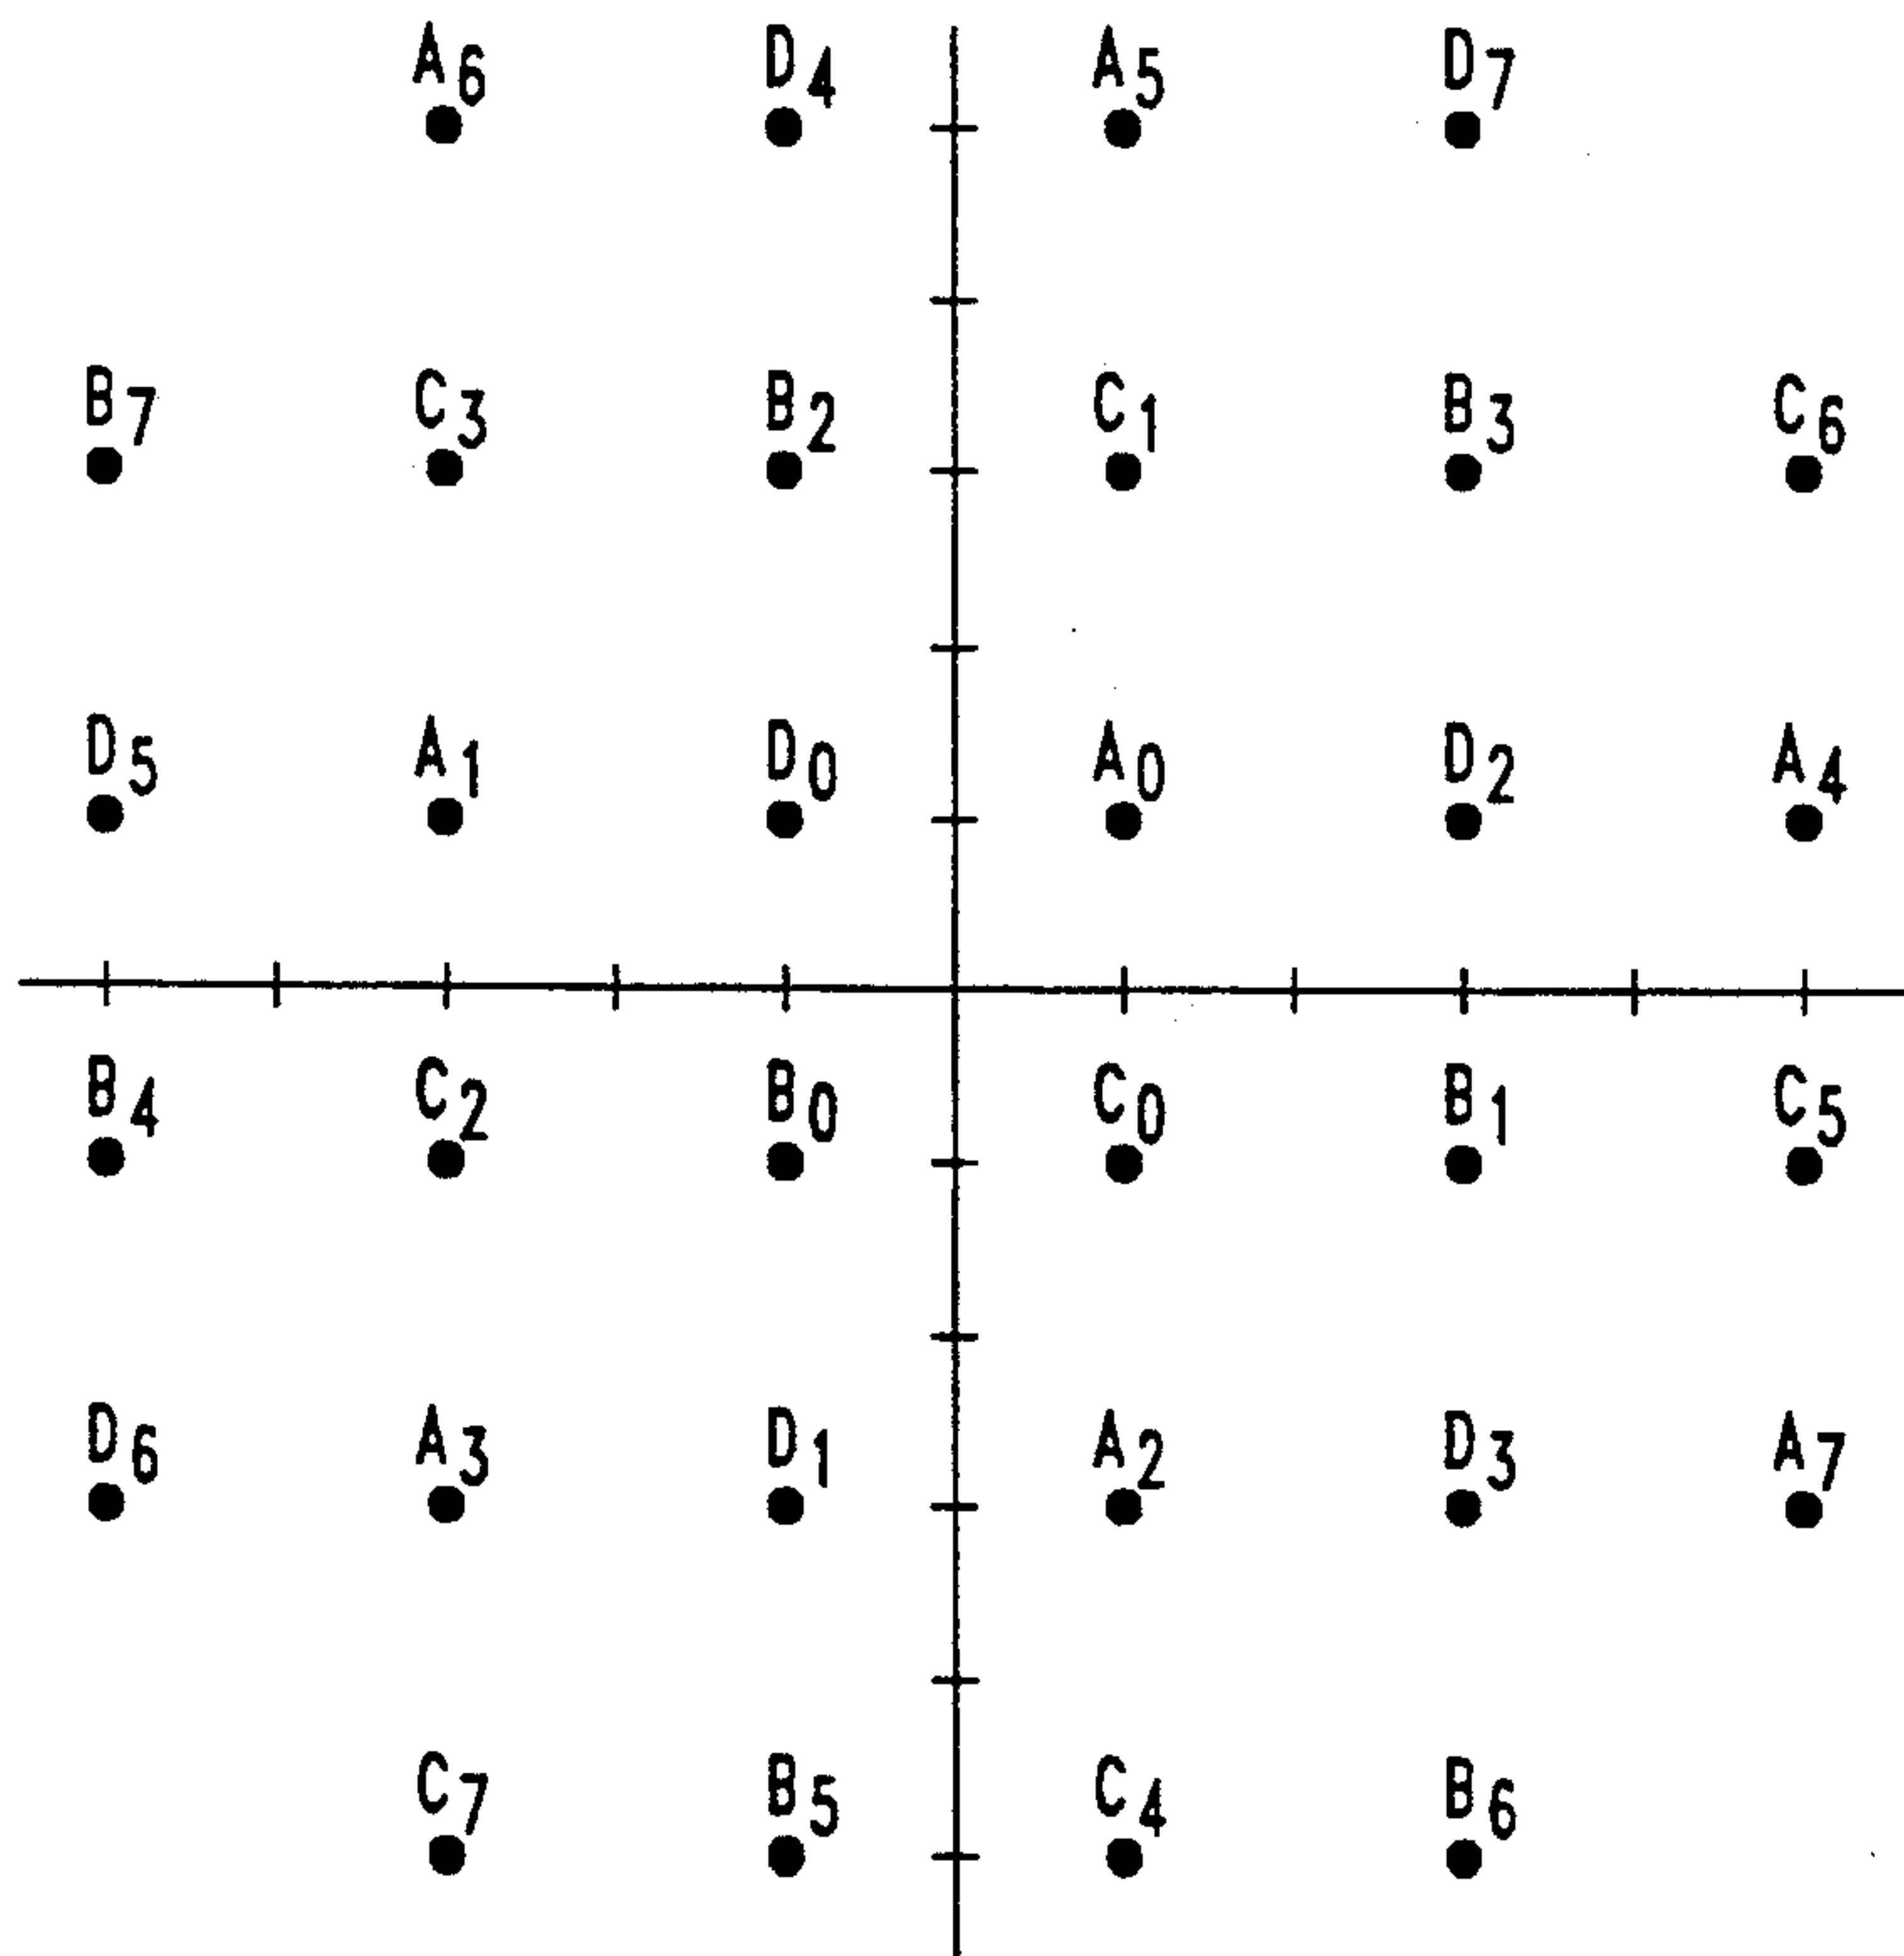 A6 D4 A5 D7
B7 C3 B2 C1 B3 C6
D5 A1 D0 A0 D2 A4
B4 C2 B0 C0 B1 C5
D6 A3 D1 A2 D3 A7
C7 B5 C4 B6